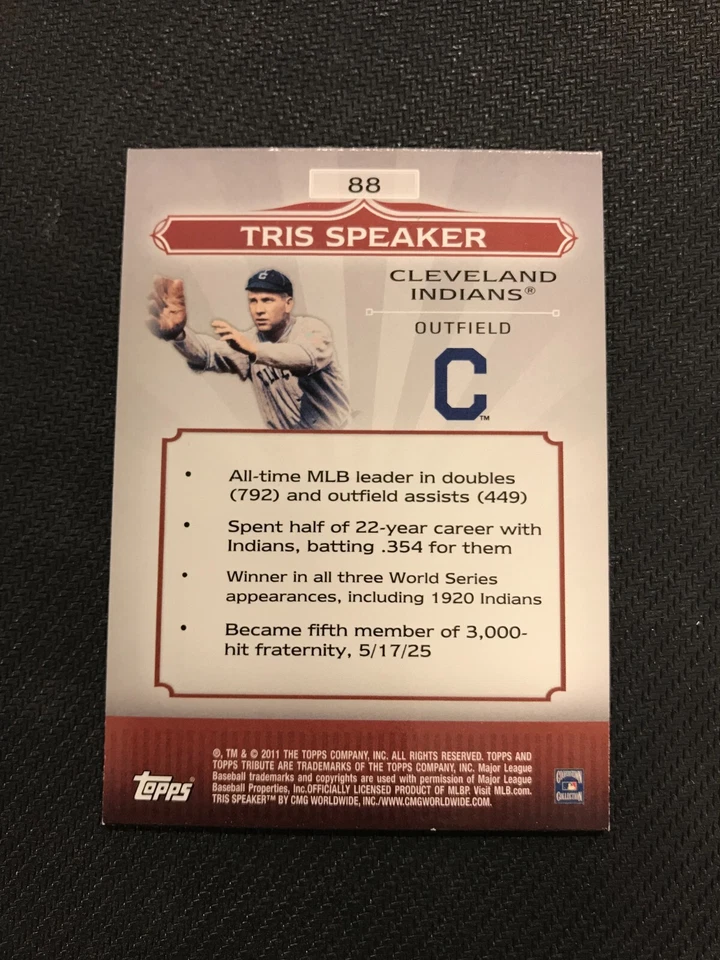 88
TRIS SPEAKER
CLEVELAND
INDIANS®
OUTFIELD
C
C™
• All-time MLB leader in doubles
(792) and outfield assists (449)
• Spent half of 22-year career with
Indians, batting .354 for them
• Winner in all three World Series
appearances, including 1920 Indians
• Became fifth member of 3,000-
hit fraternity, 5/17/25
®, TM & © 2011 THE TOPPS COMPANY, INC. ALL RIGHTS RESERVED. TOPPS AND
TOPPS TRIBUTE ARE TRADEMARKS OF THE TOPPS COMPANY, INC. Major League
Baseball trademarks and copyrights are used with permission of Major League
Baseball Properties, Inc.OFFICIALLY LICENSED PRODUCT OF MLBP. Visit MLB.com.
TRIS SPEAKER™ BY CMG WORLDWIDE, INC./WWW.CMGWORLDWIDE.COM.
topps®
COOPERSTOWN
COLLECTION